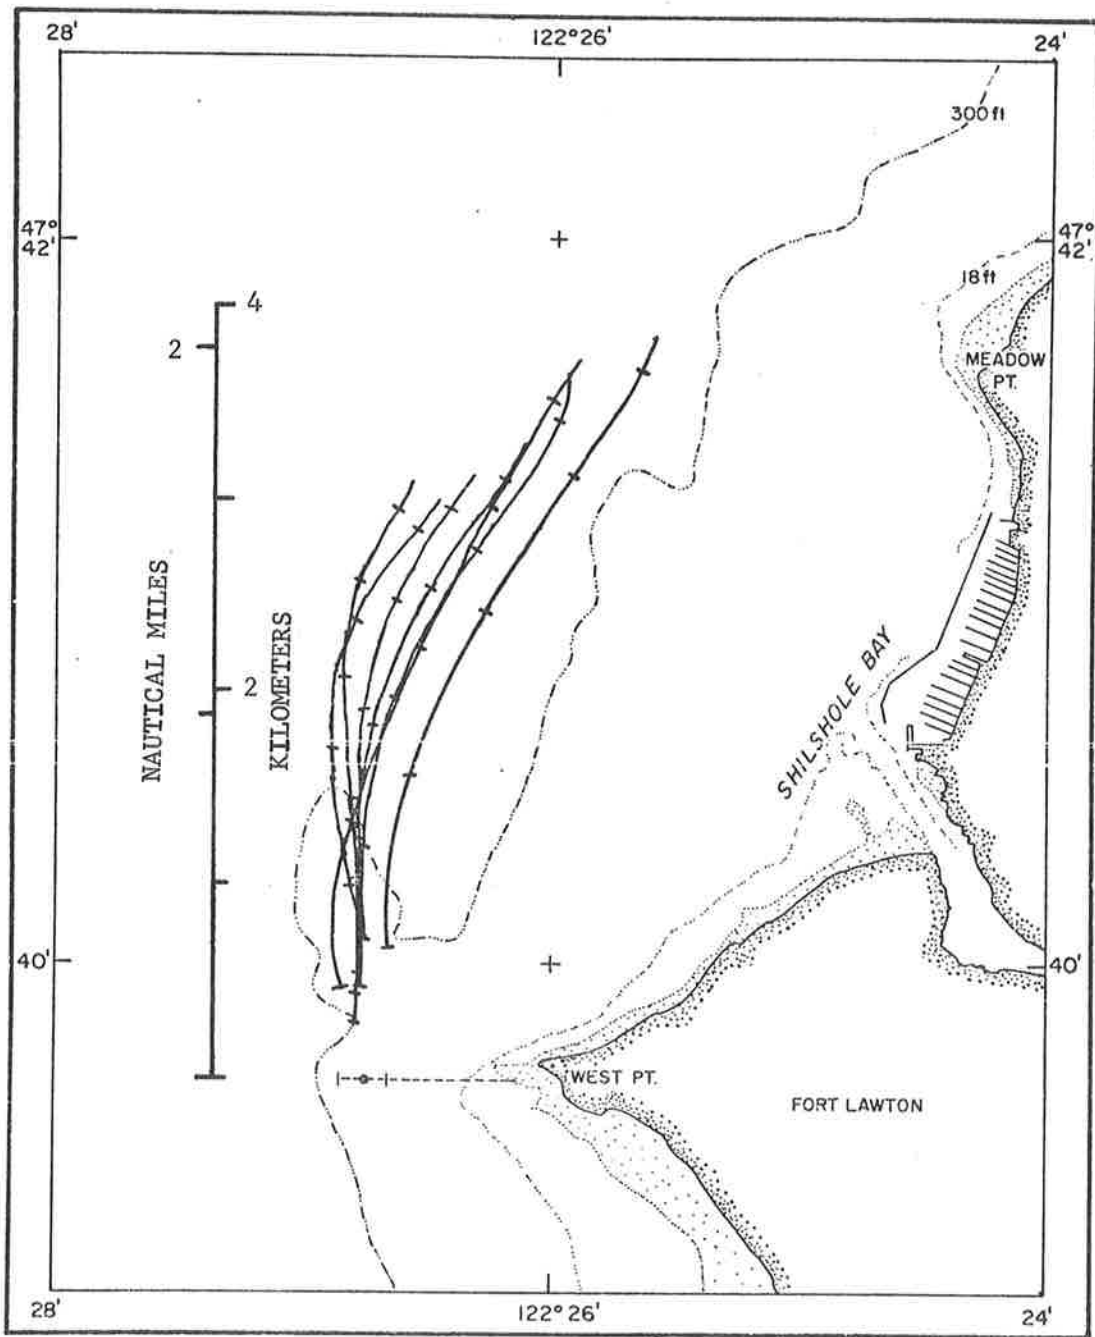 28'
122°26'
24'
300 ft
47°
42'
47°
42'
18 ft
4
2
MEADOW
PT.
NAUTICAL MILES
KILOMETERS
2
SHILSHOLE BAY
40'
40'
WEST PT.
FORT LAWTON
28'
122°26'
24'